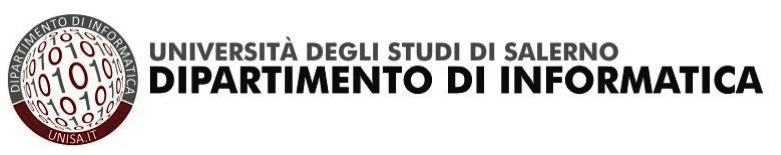 DIPARTIMENTO DI INFORMATICA
UNISA.IT
UNIVERSITÀ DEGLI STUDI DI SALERNO
DIPARTIMENTO DI INFORMATICA